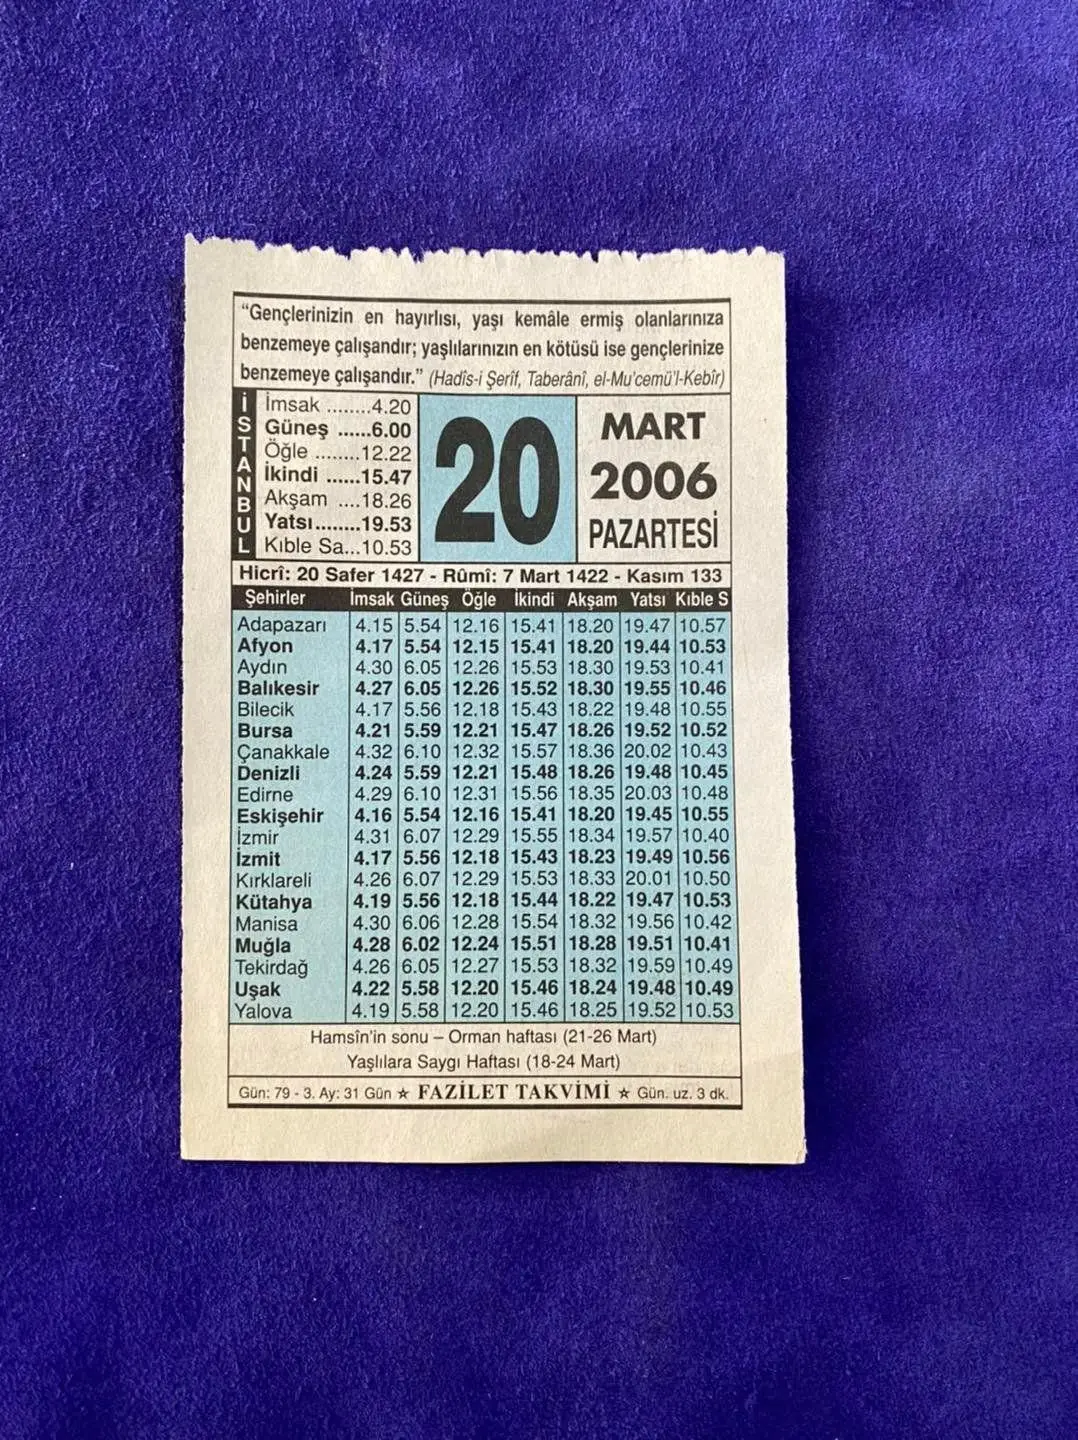 “Gençlerinizin en hayırlısı, yaşı kemâle ermiş olanlarınıza
benzemeye çalışandır; yaşlılarınızın en kötüsü ise gençlerinize
benzemeye çalışandır.” (Hadîs-i Şerîf, Taberânî, el-Mu'cemü'l-Kebîr)
İSTANBUL
İmsak ........4.20
Güneş ......6.00
Öğle ........12.22
İkindi ......15.47
Akşam ....18.26
Yatsı........19.53
Kıble Sa...10.53
20
MART
2006
PAZARTESİ
Hicrî: 20 Safer 1427 - Rûmî: 7 Mart 1422 - Kasım 133
Şehirler İmsak Güneş Öğle İkindi Akşam Yatsı Kıble S
Adapazarı 4.15 5.54 12.16 15.41 18.20 19.47 10.57
Afyon 4.17 5.54 12.15 15.41 18.20 19.44 10.53
Aydın 4.30 6.05 12.26 15.53 18.30 19.53 10.41
Balıkesir 4.27 6.05 12.26 15.52 18.30 19.55 10.46
Bilecik 4.17 5.56 12.18 15.43 18.22 19.48 10.55
Bursa 4.21 5.59 12.21 15.47 18.26 19.52 10.52
Çanakkale 4.32 6.10 12.32 15.57 18.36 20.02 10.43
Denizli 4.24 5.59 12.21 15.48 18.26 19.48 10.45
Edirne 4.29 6.10 12.31 15.56 18.35 20.03 10.48
Eskişehir 4.16 5.54 12.16 15.41 18.20 19.45 10.55
İzmir 4.31 6.07 12.29 15.55 18.34 19.57 10.40
İzmit 4.17 5.56 12.18 15.43 18.23 19.49 10.56
Kırklareli 4.26 6.07 12.29 15.53 18.33 20.01 10.50
Kütahya 4.19 5.56 12.18 15.44 18.22 19.47 10.53
Manisa 4.30 6.06 12.28 15.54 18.32 19.56 10.42
Muğla 4.28 6.02 12.24 15.51 18.28 19.51 10.41
Tekirdağ 4.26 6.05 12.27 15.53 18.32 19.59 10.49
Uşak 4.22 5.58 12.20 15.46 18.24 19.48 10.49
Yalova 4.19 5.58 12.20 15.46 18.25 19.52 10.53
Hamsîn'in sonu – Orman haftası (21-26 Mart)
Yaşlılara Saygı Haftası (18-24 Mart)
Gün: 79 - 3. Ay: 31 Gün ☆ FAZİLET TAKVİMİ ☆ Gün. uz. 3 dk.